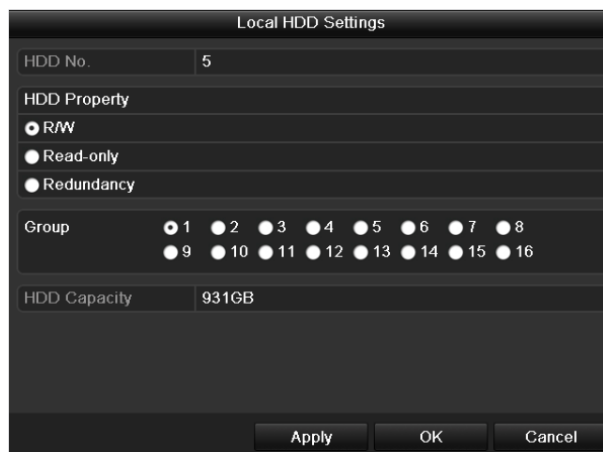 Local HDD Settings
HDD No. 5
HDD Property
R/W
Read-only
Redundancy
Group 1 2 3 4 5 6 7 8
9 10 11 12 13 14 15 16
HDD Capacity 931GB
Apply OK Cancel